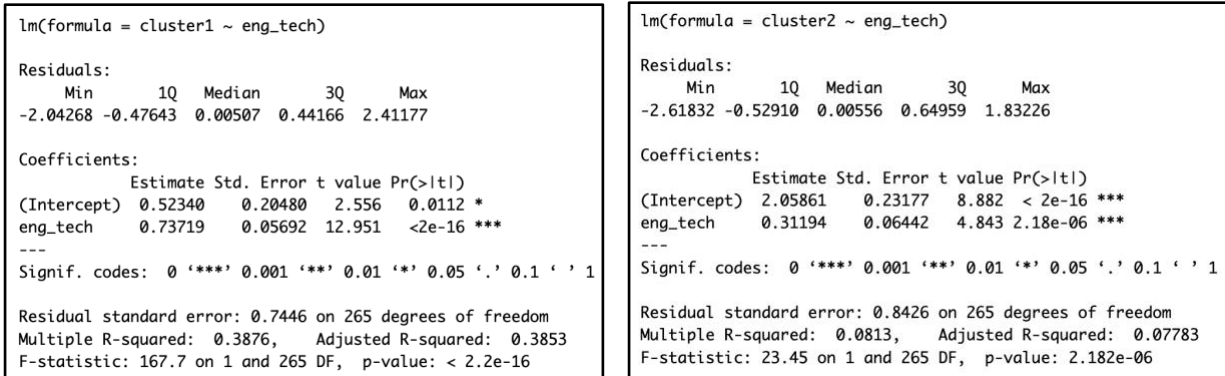 lm(formula = cluster1 ~ eng_tech)
Residuals:
Min 1Q Median 3Q Max
-2.04268 -0.47643 0.00507 0.44166 2.41177
Coefficients:
Estimate Std. Error t value Pr(>|t|)
(Intercept) 0.52340 0.20480 2.556 0.0112 *
eng_tech 0.73719 0.05692 12.951 <2e-16 ***
---
Signif. codes: 0 ‘***’ 0.001 ‘**’ 0.01 ‘*’ 0.05 ‘.’ 0.1 ‘ ’ 1
Residual standard error: 0.7446 on 265 degrees of freedom
Multiple R-squared: 0.3876, Adjusted R-squared: 0.3853
F-statistic: 167.7 on 1 and 265 DF, p-value: < 2.2e-16
lm(formula = cluster2 ~ eng_tech)
Residuals:
Min 1Q Median 3Q Max
-2.61832 -0.52910 0.00556 0.64959 1.83226
Coefficients:
Estimate Std. Error t value Pr(>|t|)
(Intercept) 2.05861 0.23177 8.882 < 2e-16 ***
eng_tech 0.31194 0.06442 4.843 2.18e-06 ***
---
Signif. codes: 0 ‘***’ 0.001 ‘**’ 0.01 ‘*’ 0.05 ‘.’ 0.1 ‘ ’ 1
Residual standard error: 0.8426 on 265 degrees of freedom
Multiple R-squared: 0.0813, Adjusted R-squared: 0.07783
F-statistic: 23.45 on 1 and 265 DF, p-value: 2.182e-06